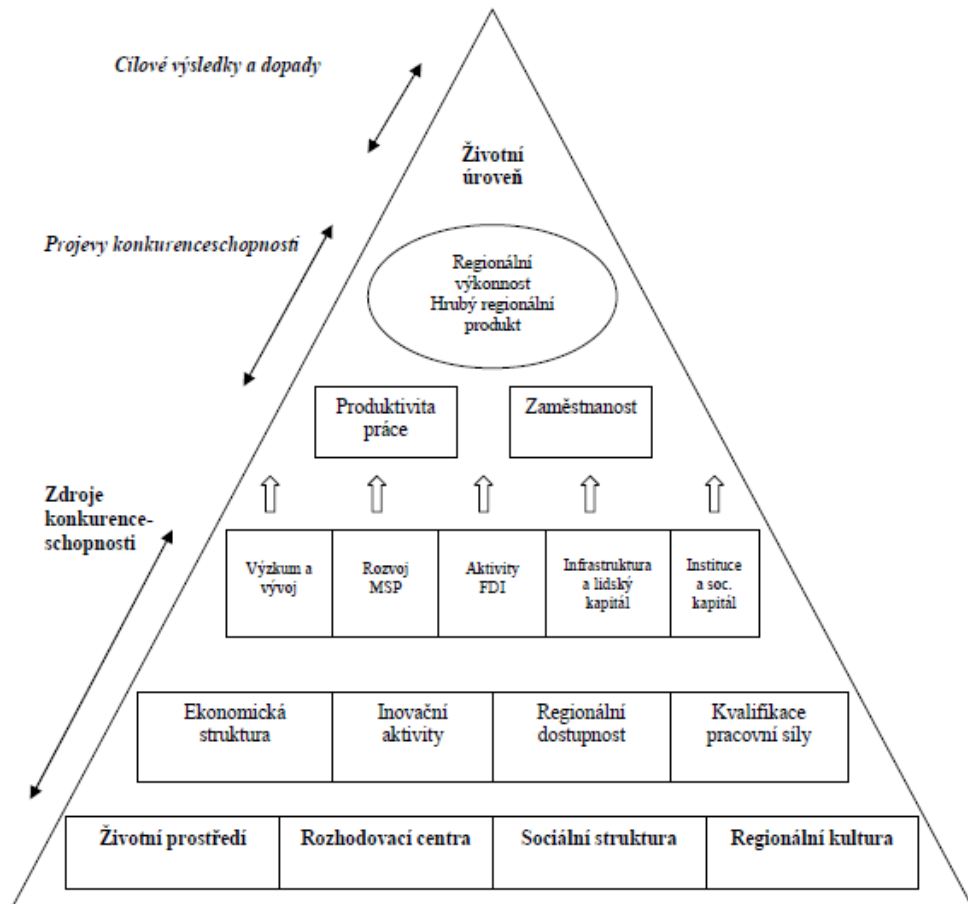 Cílové výsledky a dopady
Životní
úroveň
Projevy konkurenceschopnosti
Regionální
výkonnost
Hrubý regionální
produkt
Produktivita
práce
Zaměstnanost
Zdroje
konkurence-
schopnosti
Výzkum a
vývoj
Rozvoj
MSP
Aktivity
FDI
Infrastruktura
a lidský
kapitál
Instituce
a soc.
kapitál
Ekonomická
struktura
Inovační
aktivity
Regionální
dostupnost
Kvalifikace
pracovní síly
Životní prostředí
Rozhodovací centra
Sociální struktura
Regionální kultura